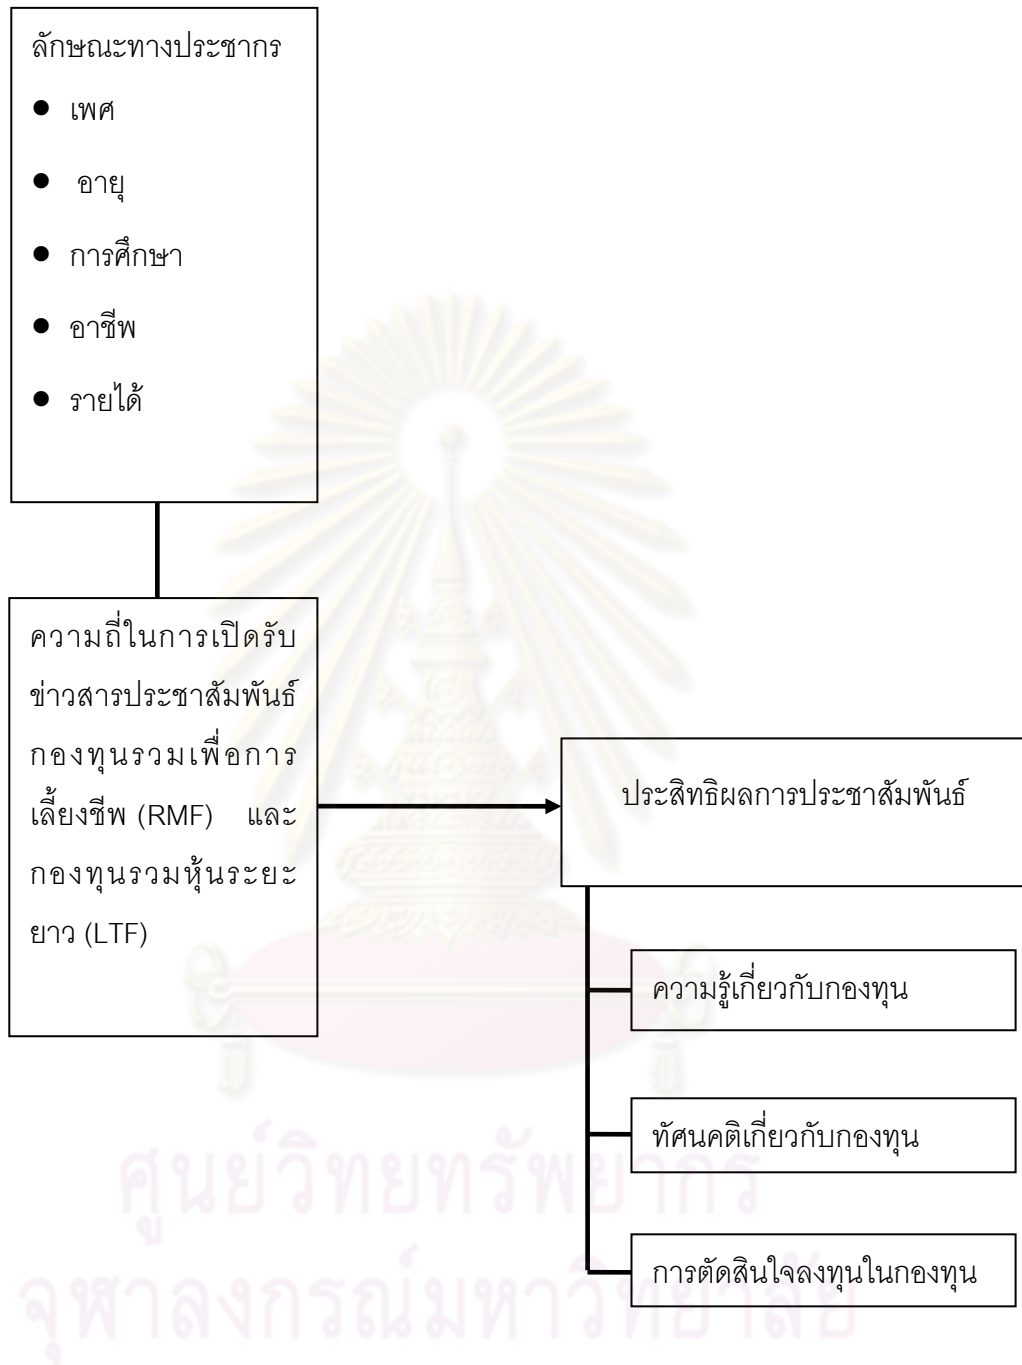 ลักษณะทางประชากร
● เพศ
● อายุ
● การศึกษา
● อาชีพ
● รายได้
ความถี่ในการเปิดรับ
ข่าวสารประชาสัมพันธ์
กองทุนรวมเพื่อการ
เลี้ยงชีพ (RMF) และ
กองทุนรวมหุ้นระยะ
ยาว (LTF)
ประสิทธิผลการประชาสัมพันธ์
ความรู้เกี่ยวกับกองทุน
ทัศนคติเกี่ยวกับกองทุน
การตัดสินใจลงทุนในกองทุน
ศูนย์วิทยทรัพยากร
จุฬาลงกรณ์มหาวิทยาลัย